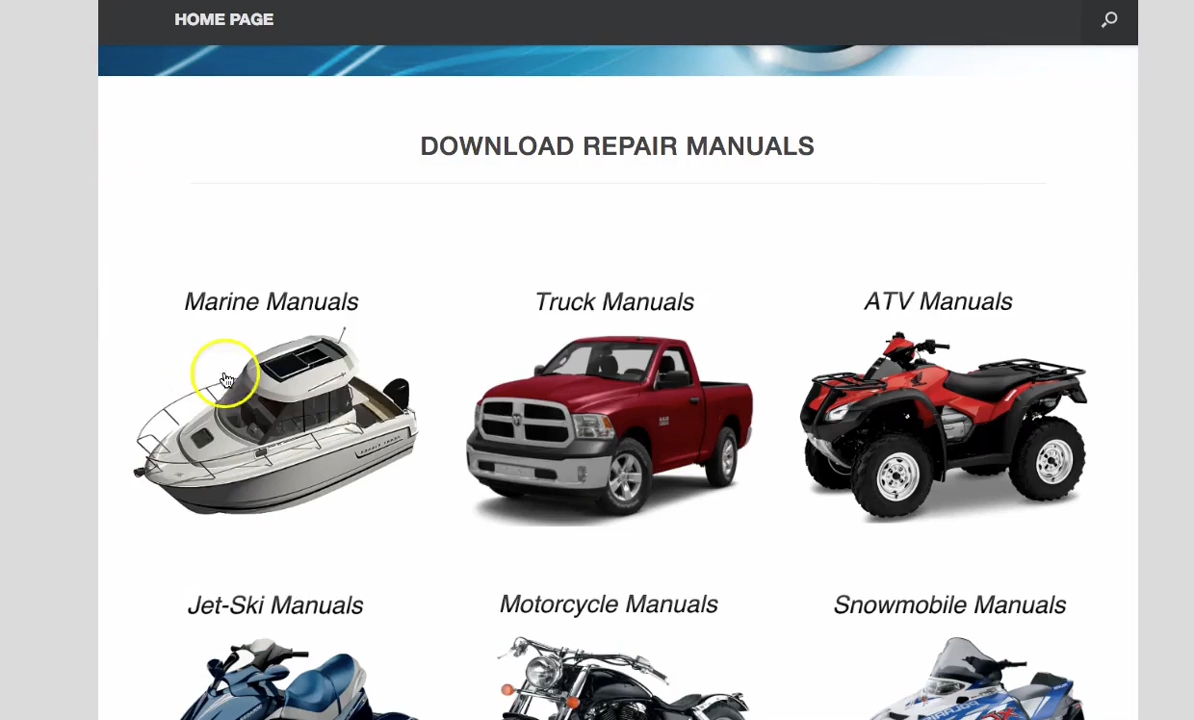 HOME PAGE
DOWNLOAD REPAIR MANUALS
Marine Manuals
Truck Manuals
ATV Manuals
Jet-Ski Manuals
Motorcycle Manuals
Snowmobile Manuals